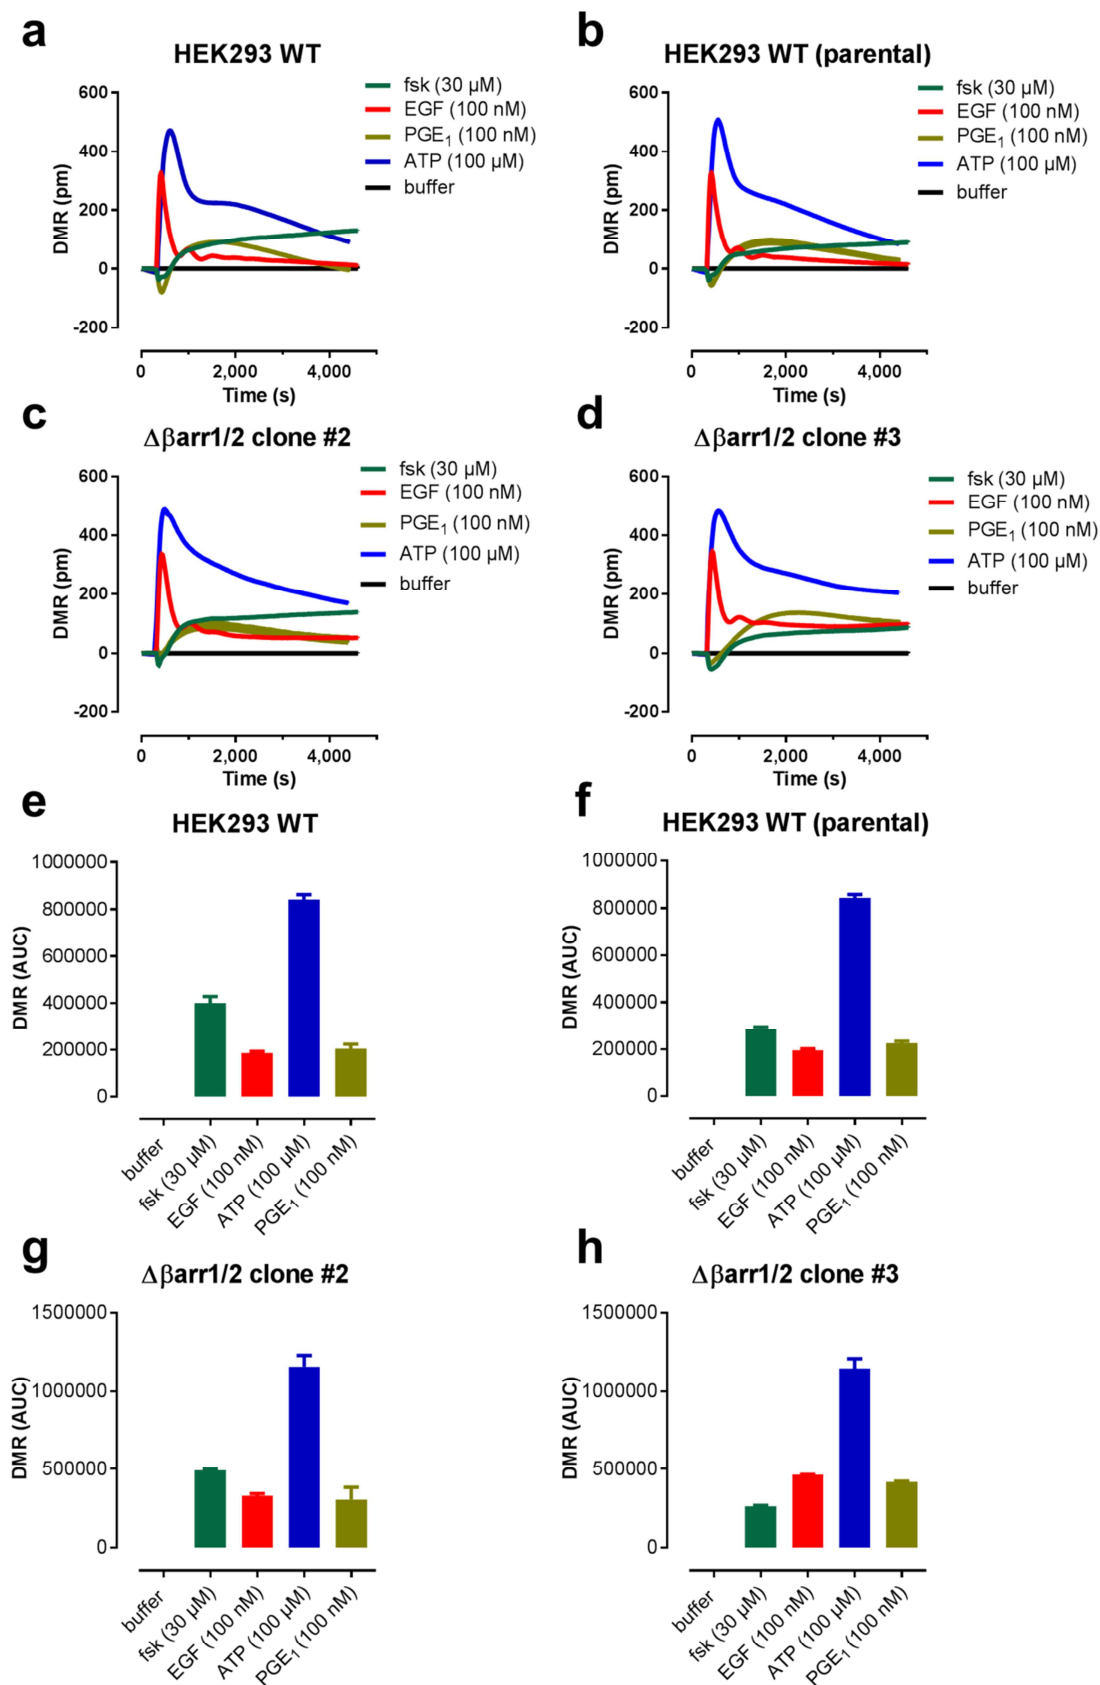 a
HEK293 WT
600
400
200
0
-200
DMR (pm)
0 2,000 4,000
Time (s)
fsk (30 µM)
EGF (100 nM)
PGE₁ (100 nM)
ATP (100 µM)
buffer
b
HEK293 WT (parental)
600
400
200
0
-200
DMR (pm)
0 2,000 4,000
Time (s)
fsk (30 µM)
EGF (100 nM)
PGE₁ (100 nM)
ATP (100 µM)
buffer
c
Δβarr1/2 clone #2
600
400
200
0
-200
DMR (pm)
0 2,000 4,000
Time (s)
fsk (30 µM)
EGF (100 nM)
PGE₁ (100 nM)
ATP (100 µM)
buffer
d
Δβarr1/2 clone #3
600
400
200
0
-200
DMR (pm)
0 2,000 4,000
Time (s)
fsk (30 µM)
EGF (100 nM)
PGE₁ (100 nM)
ATP (100 µM)
buffer
e
HEK293 WT
1000000
800000
600000
400000
200000
0
DMR (AUC)
buffer
fsk (30 µM)
EGF (100 nM)
ATP (100 µM)
PGE₁ (100 nM)
f
HEK293 WT (parental)
1000000
800000
600000
400000
200000
0
DMR (AUC)
buffer
fsk (30 µM)
EGF (100 nM)
ATP (100 µM)
PGE₁ (100 nM)
g
Δβarr1/2 clone #2
1500000
1000000
500000
0
DMR (AUC)
buffer
fsk (30 µM)
EGF (100 nM)
ATP (100 µM)
PGE₁ (100 nM)
h
Δβarr1/2 clone #3
1500000
1000000
500000
0
DMR (AUC)
buffer
fsk (30 µM)
EGF (100 nM)
ATP (100 µM)
PGE₁ (100 nM)